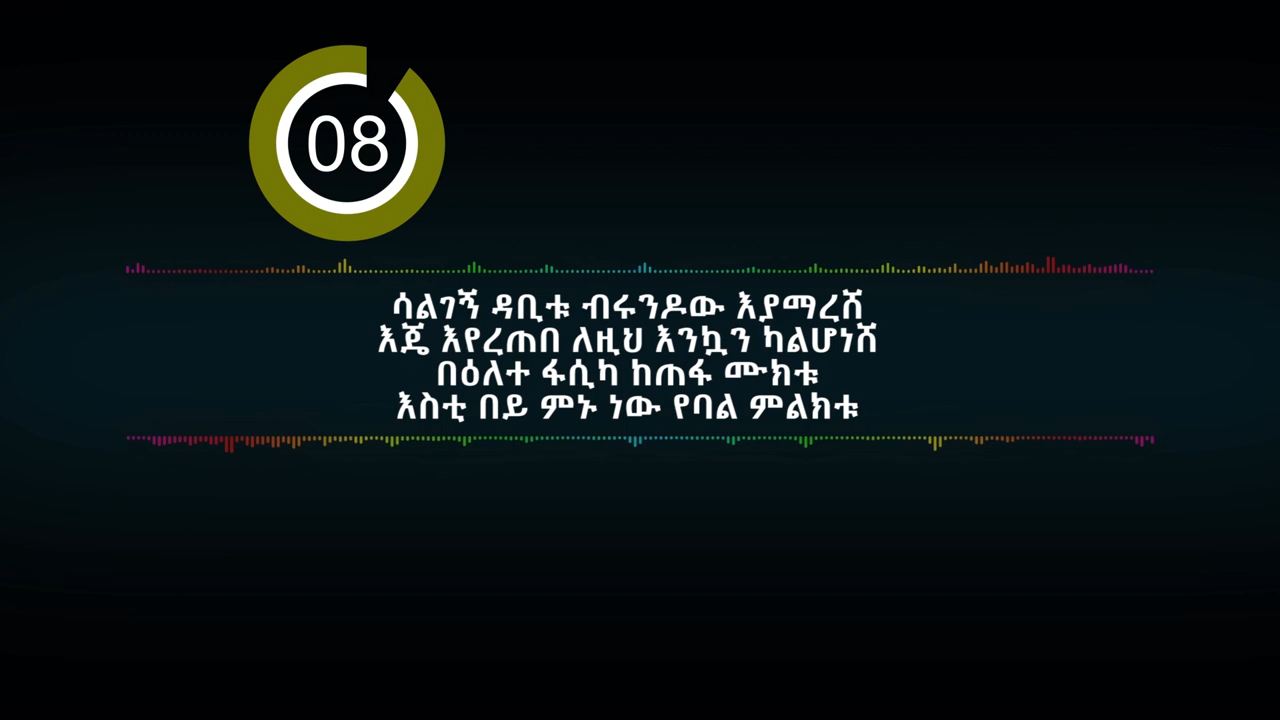 08
ሳልገኝ ዳቢቱ ብሩንዶው እያማረሽ
እጄ እየረጠበ ለዚህ እንኳን ካልሆነሽ
በዕለተ ፋሲካ ከጠፋ ሙክቱ
እስቲ በይ ምኑ ነው የባል ምልክቱ